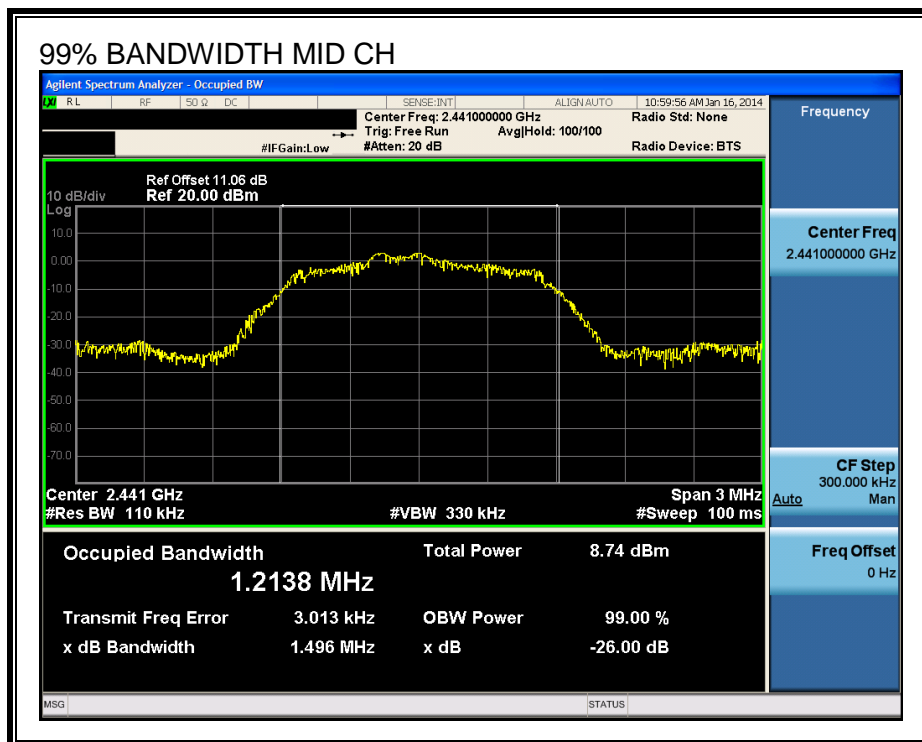 99% BANDWIDTH MID CH
Agilent Spectrum Analyzer - Occupied BW
LXI RL RF 50 Ω DC SENSE:INT ALIGN AUTO 10:59:56 AM Jan 16, 2014
Center Freq: 2.441000000 GHz Radio Std: None
Trig: Free Run Avg|Hold: 100/100
#IFGain:Low #Atten: 20 dB Radio Device: BTS
Frequency
Ref Offset 11.06 dB
10 dB/div Ref 20.00 dBm
Log
10.0
0.00
-10.0
-20.0
-30.0
-40.0
-50.0
-60.0
-70.0
Center Freq
2.441000000 GHz
Center 2.441 GHz Span 3 MHz
#Res BW 110 kHz #VBW 330 kHz #Sweep 100 ms
CF Step
300.000 kHz
Auto Man
Occupied Bandwidth Total Power 8.74 dBm
1.2138 MHz
Transmit Freq Error 3.013 kHz OBW Power 99.00 %
x dB Bandwidth 1.496 MHz x dB -26.00 dB
Freq Offset
0 Hz
MSG STATUS